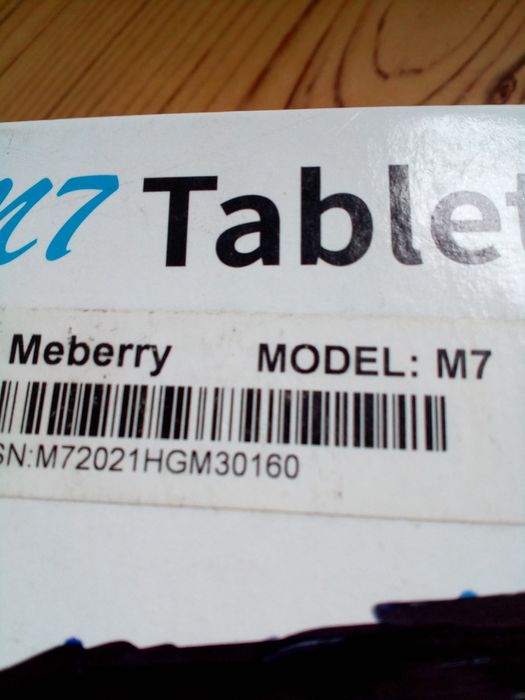 M7 Tablet
Meberry MODEL: M7
SN:M72021HGM30160